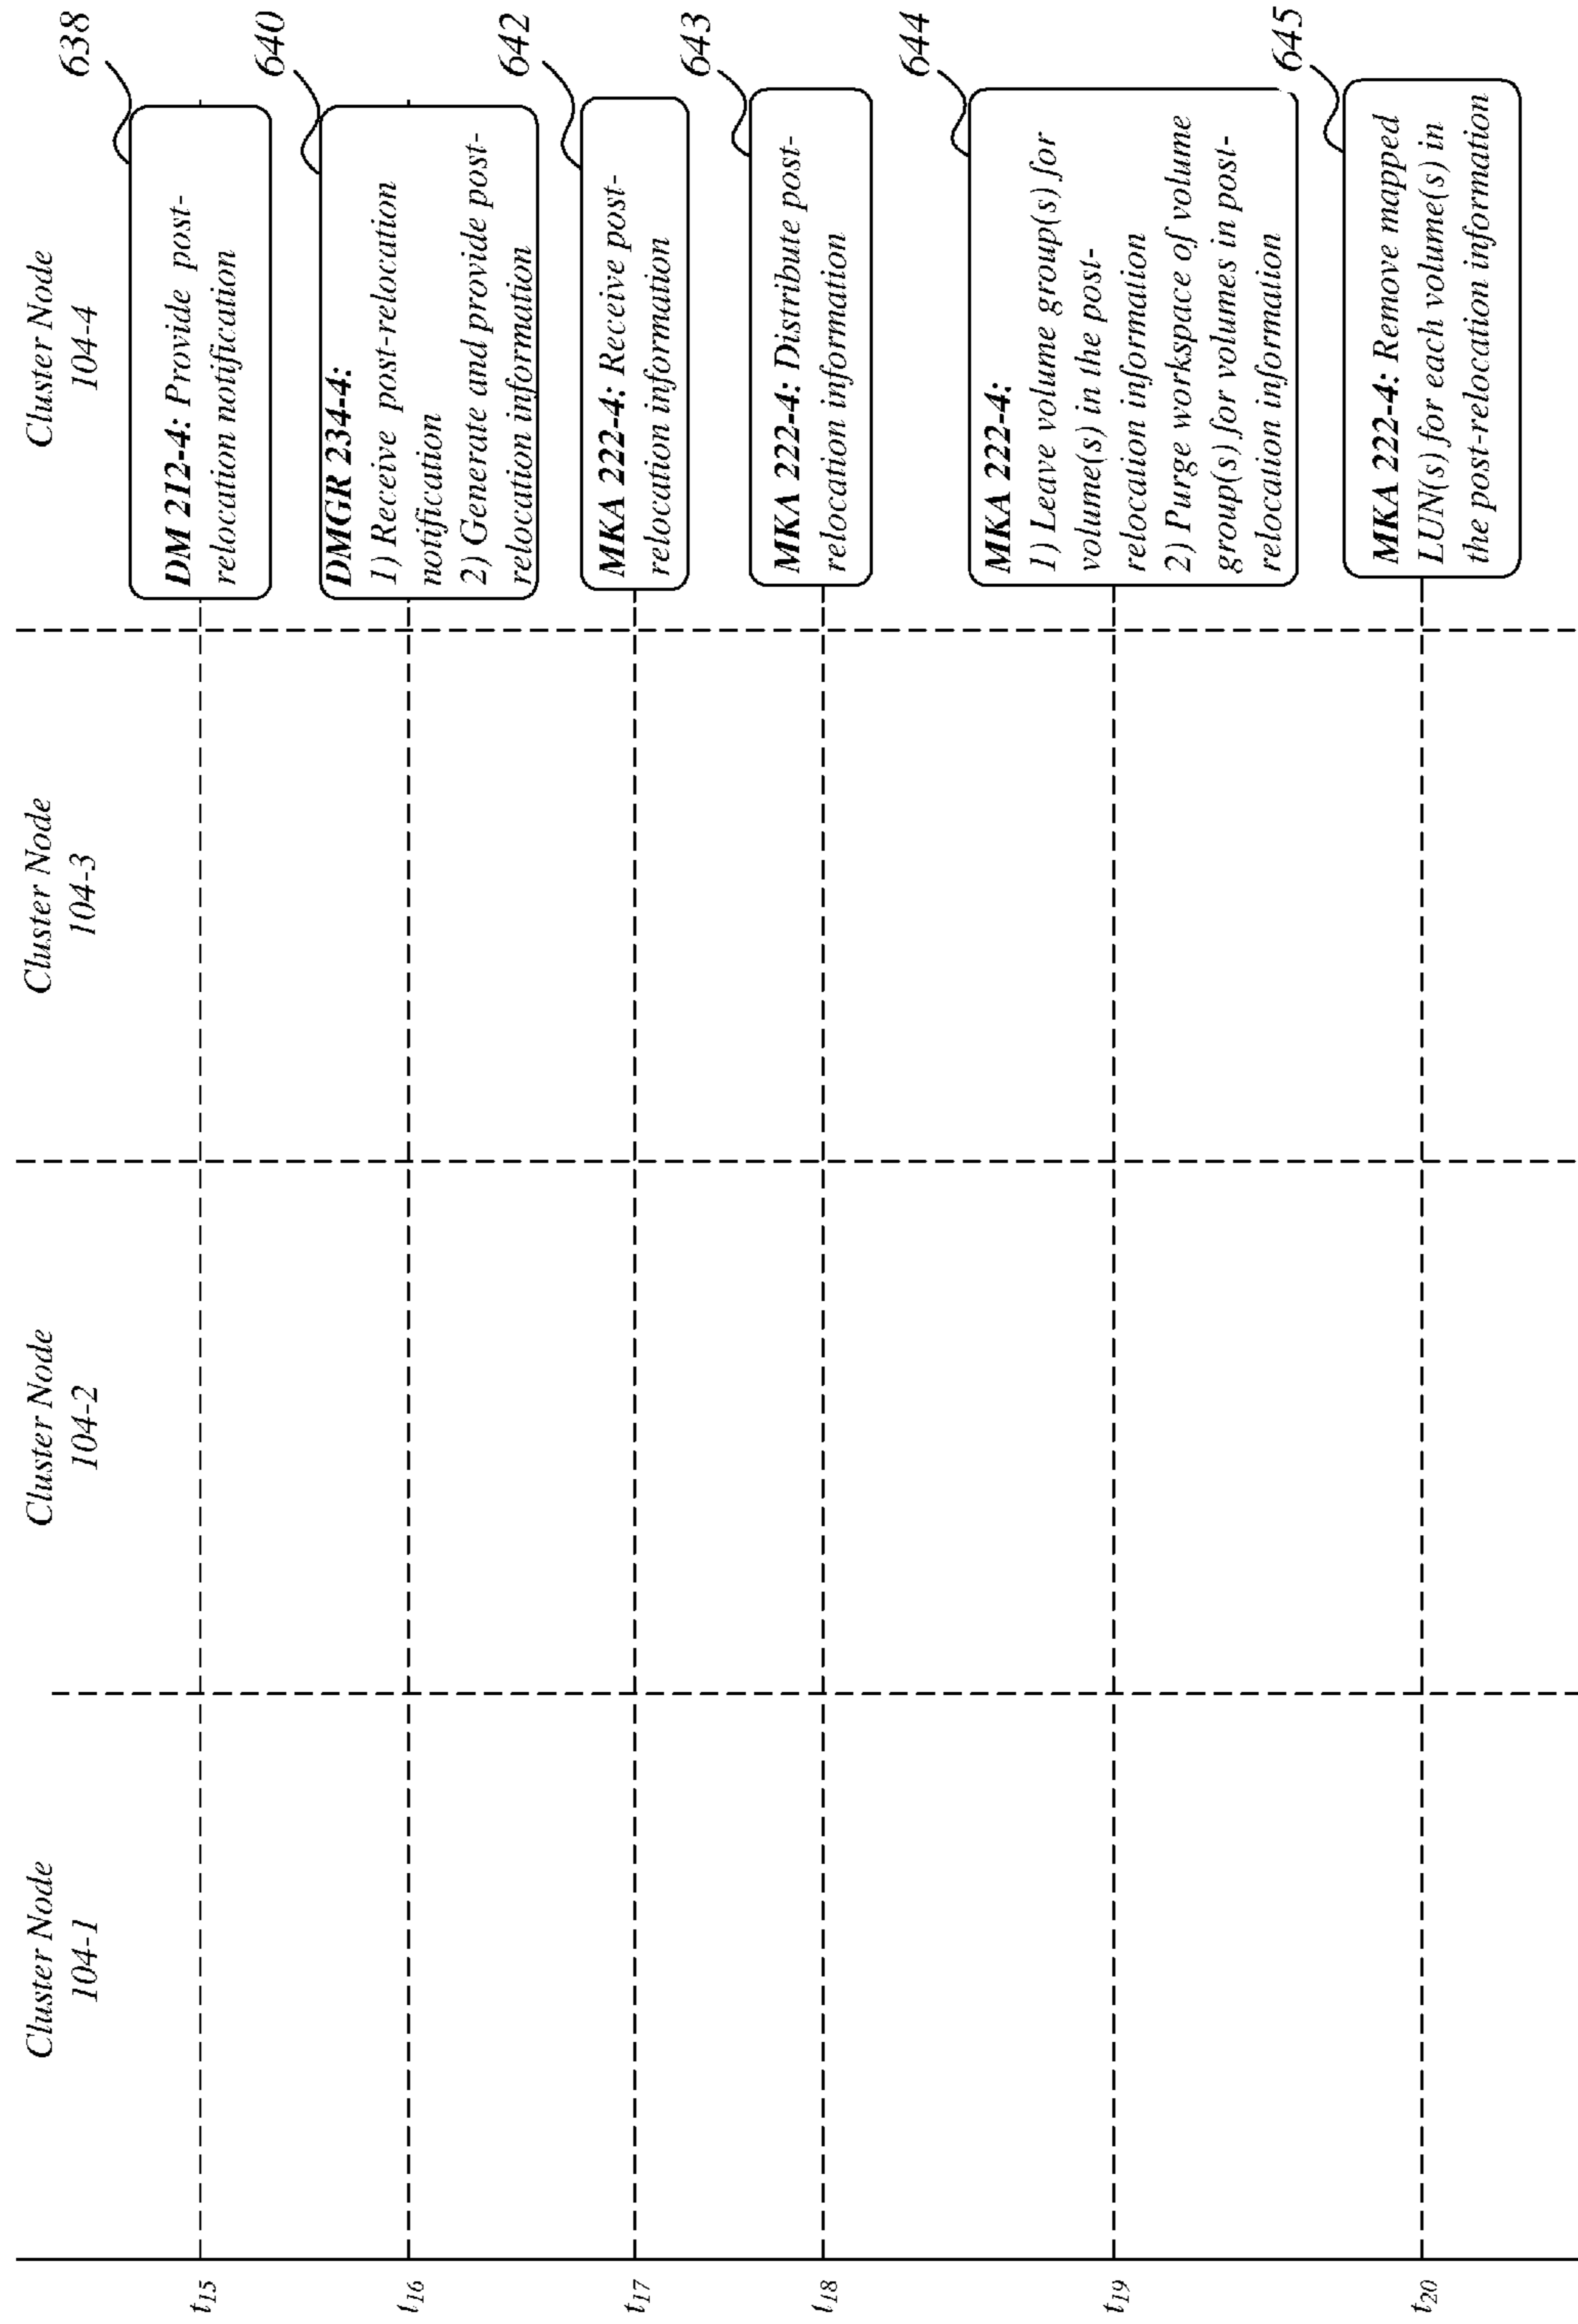 Cluster Node
104-1
Cluster Node
104-2
Cluster Node
104-3
Cluster Node
104-4
t15
DM 212-4: Provide post-
relocation notification
638
t16
DMGR 234-4:
1) Receive post-relocation
notification
2) Generate and provide post-
relocation information
640
t17
MKA 222-4: Receive post-
relocation information
642
t18
MKA 222-4: Distribute post-
relocation information
643
t19
MKA 222-4:
1) Leave volume group(s) for
volume(s) in the post-
relocation information
2) Purge workspace of volume
group(s) for volumes in post-
relocation information
644
t20
MKA 222-4: Remove mapped
LUN(s) for each volume(s) in
the post-relocation information
645